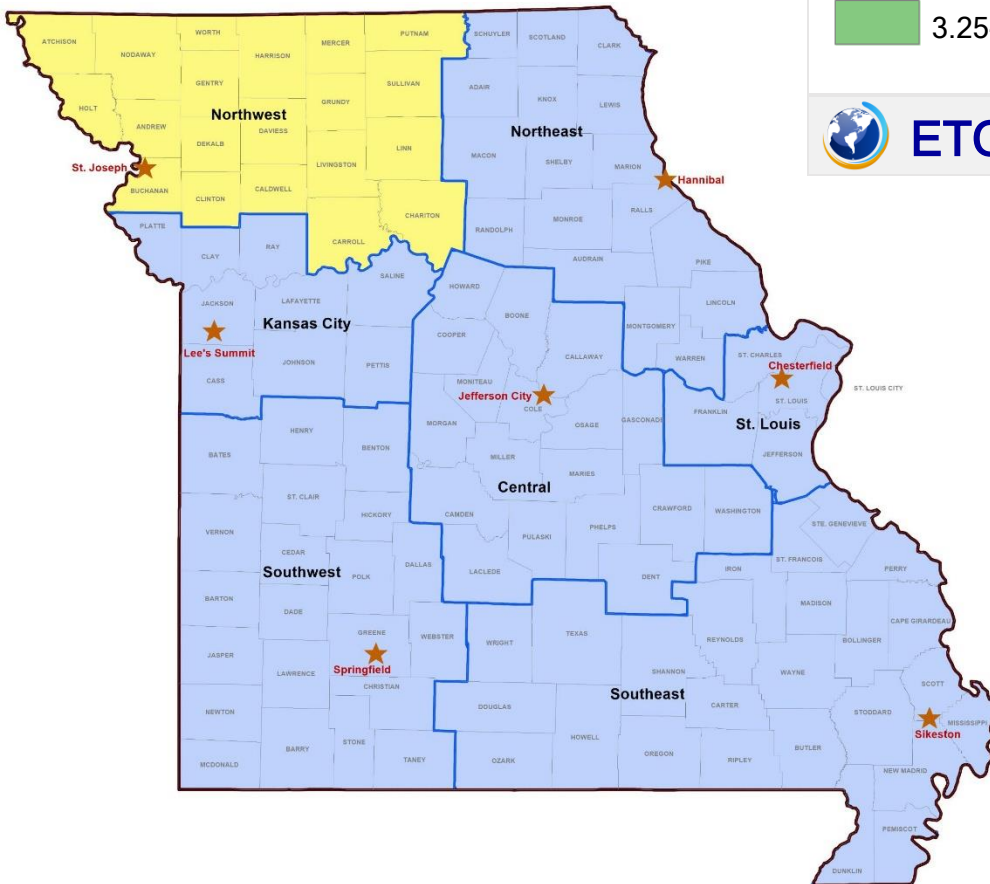 3.25
ETC
ATCHISON
NODAWAY
WORTH
HARRISON
MERCER
PUTNAM
SCHUYLER
SCOTLAND
CLARK
HOLT
GENTRY
GRUNDY
SULLIVAN
ADAIR
KNOX
LEWIS
Northwest
ANDREW
DEKALB
DAVIESS
LIVINGSTON
LINN
Northeast
MACON
SHELBY
MARION
St. Joseph
BUCHANAN
CLINTON
CALDWELL
Hannibal
CARROLL
CHARITON
RANDOLPH
MONROE
RALLS
PLATTE
CLAY
RAY
SALINE
AUDRAIN
PIKE
JACKSON
LAFAYETTE
HOWARD
BOONE
LINCOLN
Kansas City
MONTGOMERY
Lee's Summit
JOHNSON
PETTIS
COOPER
CALLAWAY
WARREN
ST. CHARLES
Chesterfield
CASS
MONITEAU
Jefferson City
COLE
ST. LOUIS
ST. LOUIS CITY
MORGAN
OSAGE
GASCONADE
FRANKLIN
St. Louis
HENRY
BENTON
MILLER
JEFFERSON
BATES
MARIES
Central
ST. CLAIR
HICKORY
CAMDEN
PULASKI
PHELPS
CRAWFORD
WASHINGTON
STE. GENEVIEVE
VERNON
CEDAR
DALLAS
LACLEDE
DENT
IRON
ST. FRANCOIS
PERRY
Southwest
POLK
BARTON
DADE
MADISON
CAPE GIRARDEAU
GREENE
WEBSTER
WRIGHT
TEXAS
REYNOLDS
BOLLINGER
JASPER
LAWRENCE
Springfield
SHANNON
WAYNE
CHRISTIAN
SCOTT
Southeast
NEWTON
DOUGLAS
CARTER
STODDARD
MISSISSIPPI
STONE
HOWELL
Sikeston
MCDONALD
BARRY
TANEY
OZARK
OREGON
RIPLEY
BUTLER
NEW MADRID
PEMISCOT
DUNKLIN